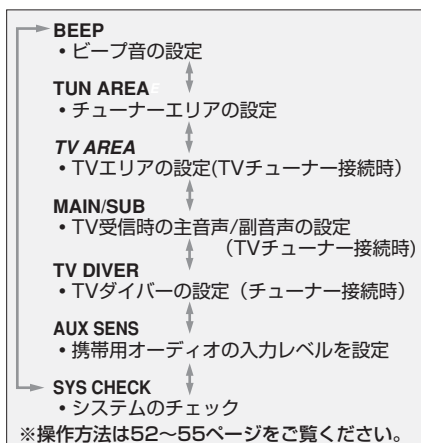 BEEP
・ビープ音の設定
TUN AREA
・チューナーエリアの設定
TV AREA
・TVエリアの設定(TVチューナー接続時)
MAIN/SUB
・TV受信時の主音声/副音声の設定
(TVチューナー接続時)
TV DIVER
・TVダイバーの設定（チューナー接続時）
AUX SENS
・携帯用オーディオの入力レベルを設定
SYS CHECK
・システムのチェック
※操作方法は52～55ページをご覧ください。